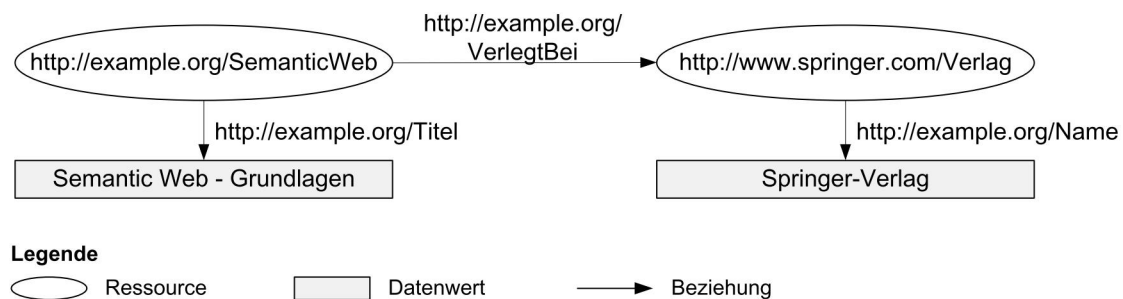 http://example.org/
VerlegtBei
http://example.org/SemanticWeb
http://www.springer.com/Verlag
http://example.org/Titel
http://example.org/Name
Semantic Web - Grundlagen
Springer-Verlag
Legende
Ressource
Datenwert
Beziehung